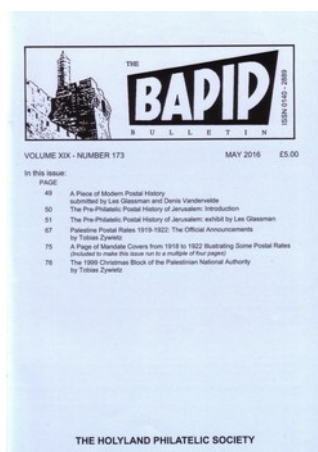 THE
BAPIP
BULLETIN
ISSN 0140 - 2889
VOLUME XIX - NUMBER 173 MAY 2016 £5.00
In this issue:
PAGE
49 A Piece of Modern Postal History
submitted by Les Glassman and Denis Vandervelde
50 The Pre-Philatelic Postal History of Jerusalem: Introduction
51 The Pre-Philatelic Postal History of Jerusalem: exhibit by Les Glassman
67 Palestine Postal Rates 1919-1922: The Official Announcements
by Tobias Zywietz
75 A Page of Mandate Covers from 1918 to 1922 Illustrating Some Postal Rates
(Included to make this issue run to a multiple of four pages)
76 The 1999 Christmas Block of the Palestinian National Authority
by Tobias Zywietz
THE HOLYLAND PHILATELIC SOCIETY